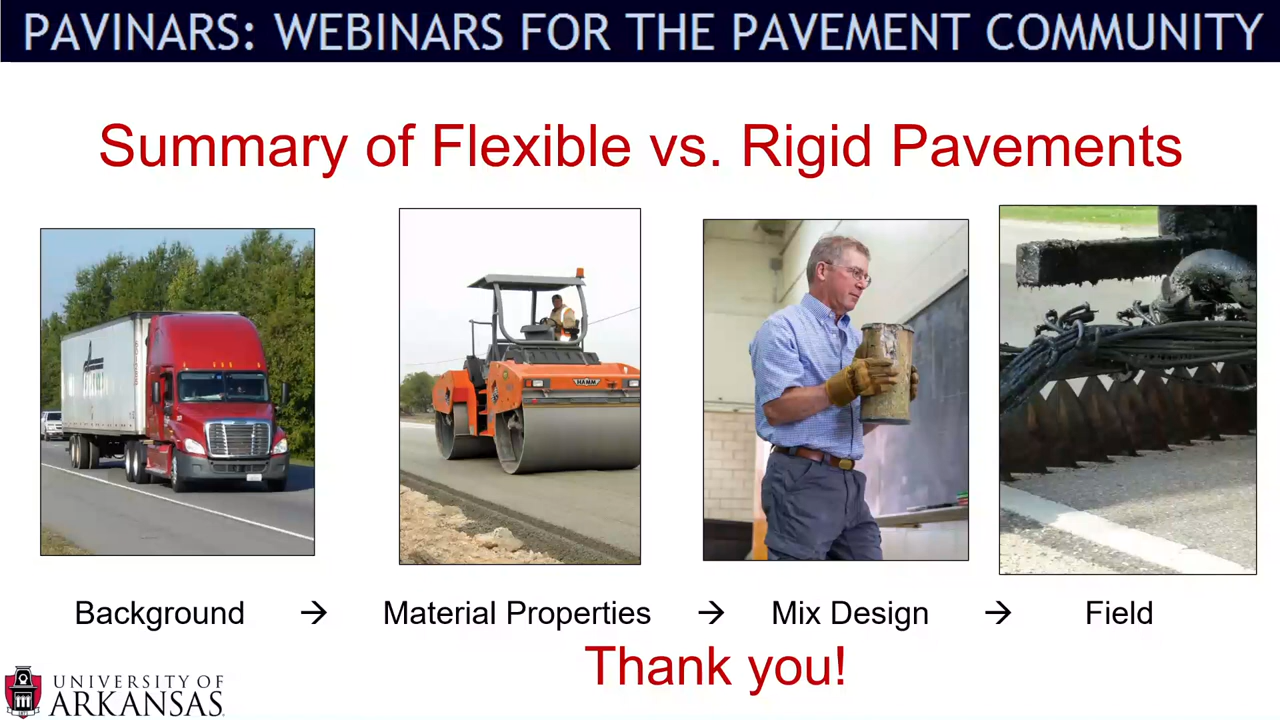 PAVINARS: WEBINARS FOR THE PAVEMENT COMMUNITY
Summary of Flexible vs. Rigid Pavements
HAMM
Background → Material Properties → Mix Design → Field
Thank you!
UNIVERSITY OF
ARKANSAS